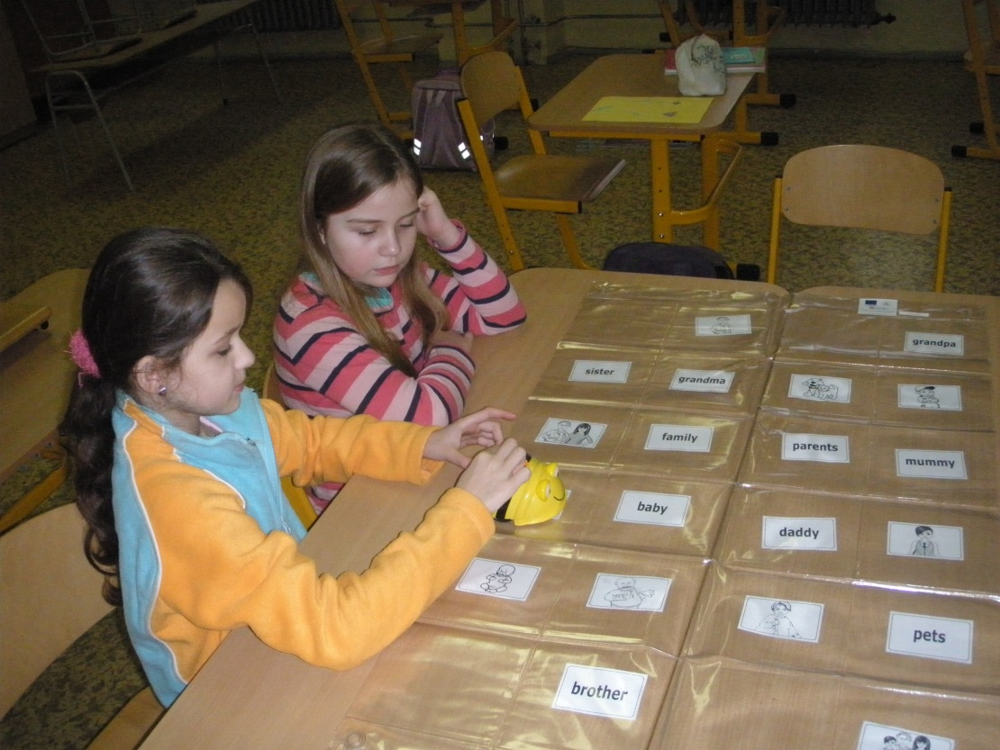 grandpa
sister
grandma
family
parents
mummy
baby
daddy
pets
brother